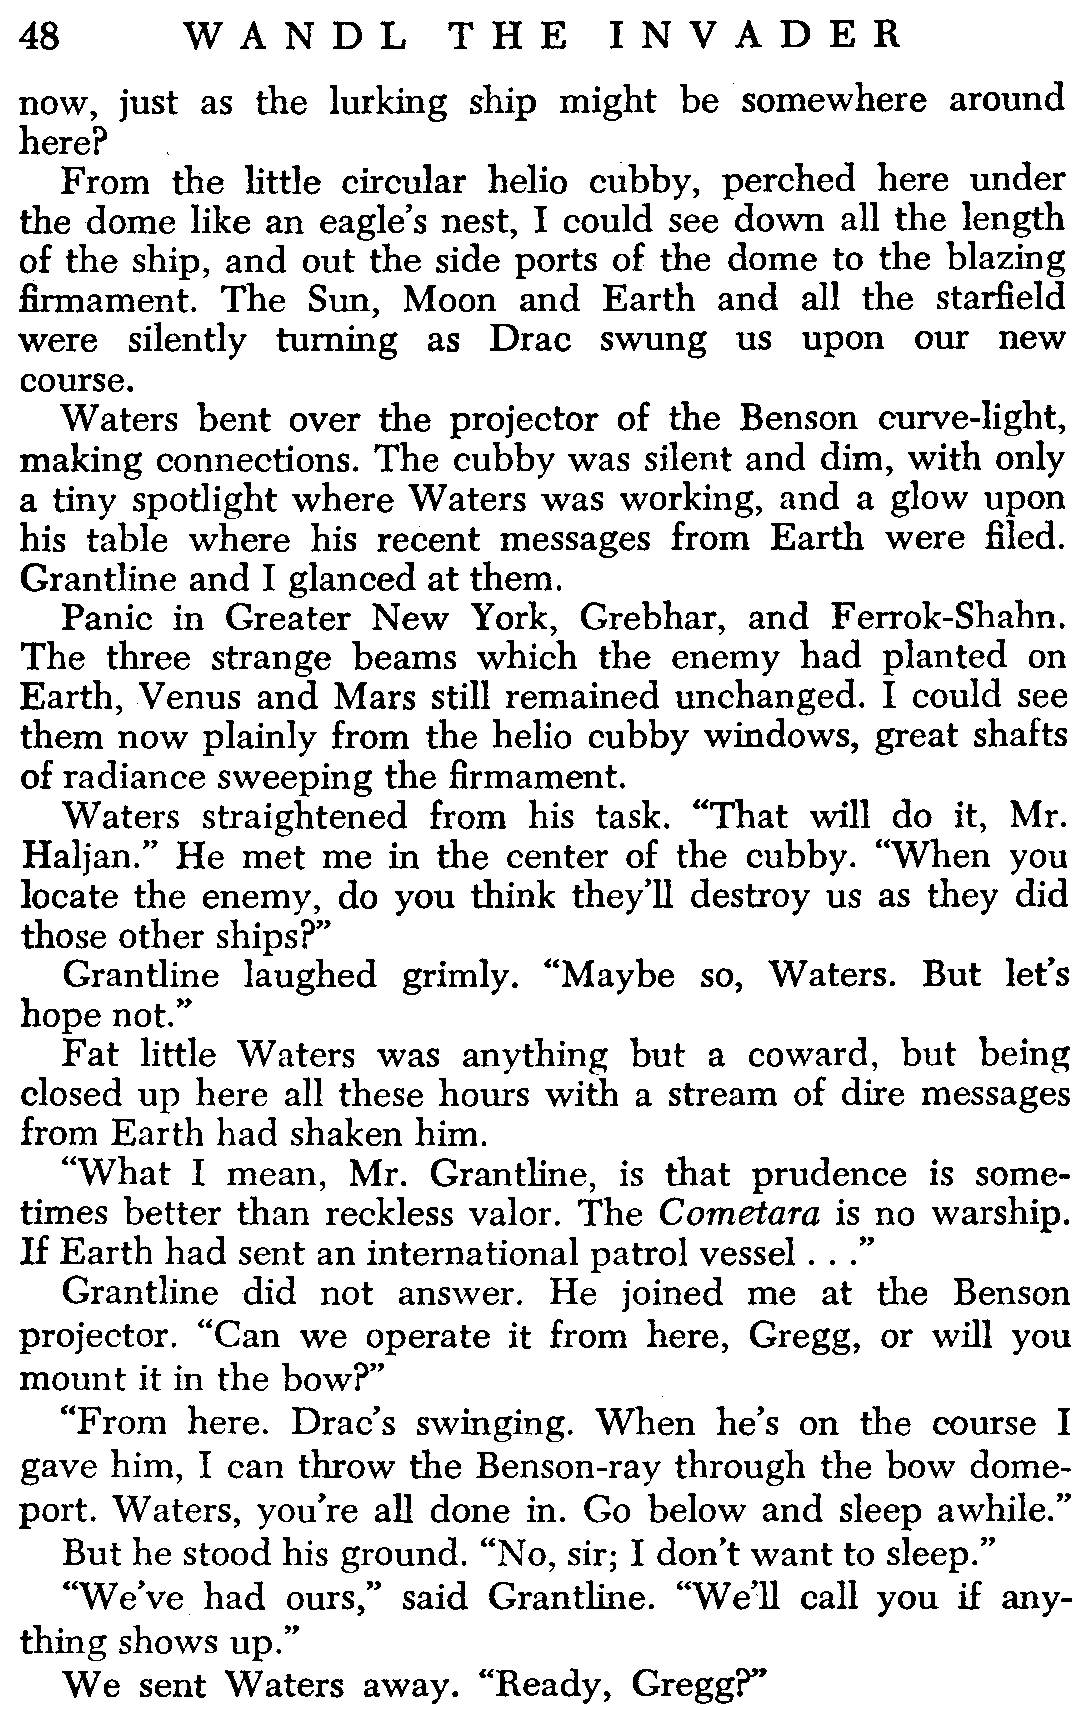 48 WANDL THE INVADER
now, just as the lurking ship might be somewhere around
here?
From the little circular helio cubby, perched here under
the dome like an eagle's nest, I could see down all the length
of the ship, and out the side ports of the dome to the blazing
firmament. The Sun, Moon and Earth and all the starfield
were silently turning as Drac swung us upon our new
course.
Waters bent over the projector of the Benson curve-light,
making connections. The cubby was silent and dim, with only
a tiny spotlight where Waters was working, and a glow upon
his table where his recent messages from Earth were filed.
Grantline and I glanced at them.
Panic in Greater New York, Grebhar, and Ferrok-Shahn.
The three strange beams which the enemy had planted on
Earth, Venus and Mars still remained unchanged. I could see
them now plainly from the helio cubby windows, great shafts
of radiance sweeping the firmament.
Waters straightened from his task. “That will do it, Mr.
Haljan.” He met me in the center of the cubby. “When you
locate the enemy, do you think they'll destroy us as they did
those other ships?”
Grantline laughed grimly. “Maybe so, Waters. But let's
hope not.”
Fat little Waters was anything but a coward, but being
closed up here all these hours with a stream of dire messages
from Earth had shaken him.
“What I mean, Mr. Grantline, is that prudence is some-
times better than reckless valor. The Cometara is no warship.
If Earth had sent an international patrol vessel . . .”
Grantline did not answer. He joined me at the Benson
projector. “Can we operate it from here, Gregg, or will you
mount it in the bow?”
“From here. Drac's swinging. When he's on the course I
gave him, I can throw the Benson-ray through the bow dome-
port. Waters, you're all done in. Go below and sleep awhile.”
But he stood his ground. “No, sir; I don't want to sleep.”
“We've had ours,” said Grantline. “We'll call you if any-
thing shows up.”
We sent Waters away. “Ready, Gregg?”